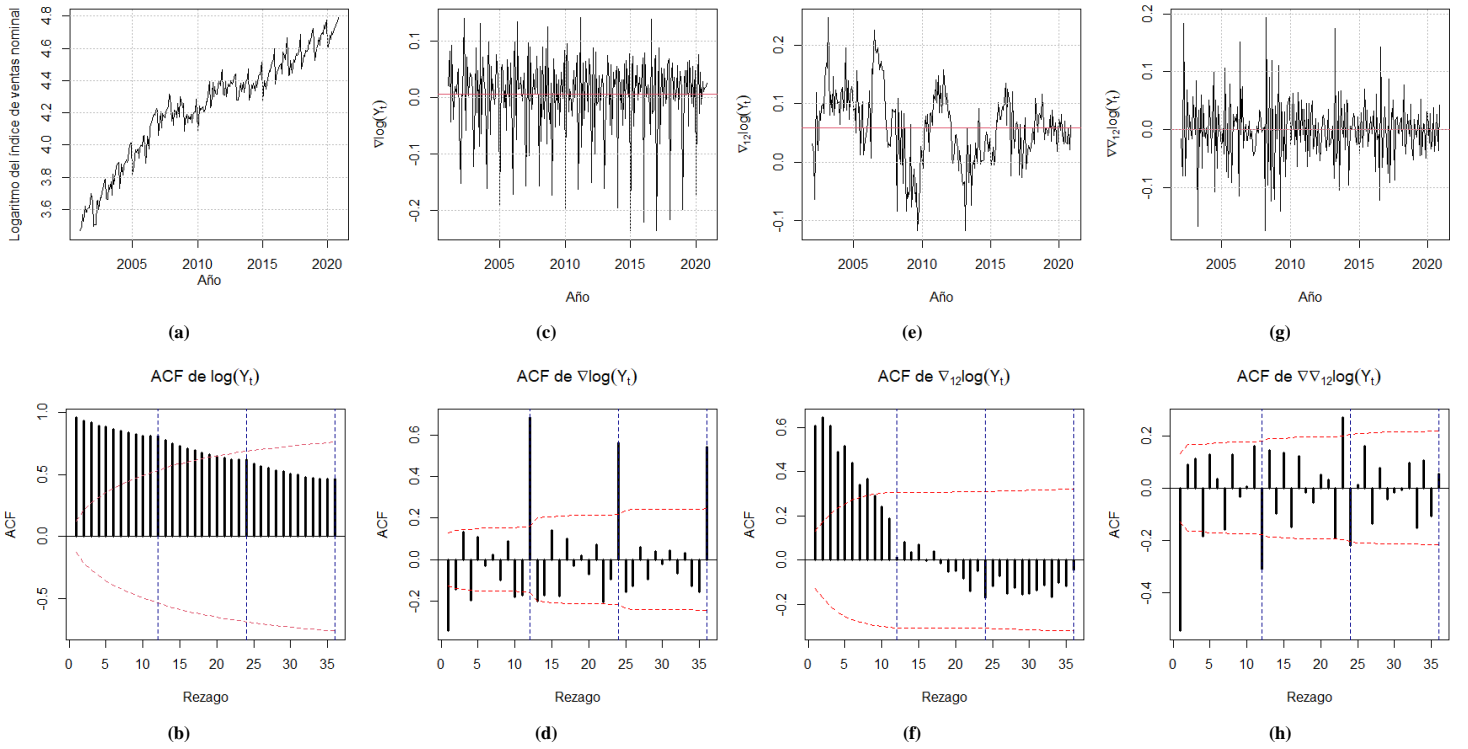 Logaritmo del índice de ventas nominal
3.6 3.8 4.0 4.2 4.4 4.6 4.8
2005 2010 2015 2020
Año
(a)
∇log(Yt)
-0.2 -0.1 0.0 0.1
2005 2010 2015 2020
Año
(c)
∇12log(Yt)
-0.1 0.0 0.1 0.2
2005 2010 2015 2020
Año
(e)
∇∇12log(Yt)
-0.1 0.0 0.1 0.2
2005 2010 2015 2020
Año
(g)
ACF de log(Yt)
ACF
-0.5 0.0 0.5 1.0
0 5 10 15 20 25 30 35
Rezago
(b)
ACF de ∇log(Yt)
ACF
-0.2 0.0 0.2 0.4 0.6
0 5 10 15 20 25 30 35
Rezago
(d)
ACF de ∇12log(Yt)
ACF
-0.2 0.0 0.2 0.4 0.6
0 5 10 15 20 25 30 35
Rezago
(f)
ACF de ∇∇12log(Yt)
ACF
-0.4 -0.2 0.0 0.2
0 5 10 15 20 25 30 35
Rezago
(h)